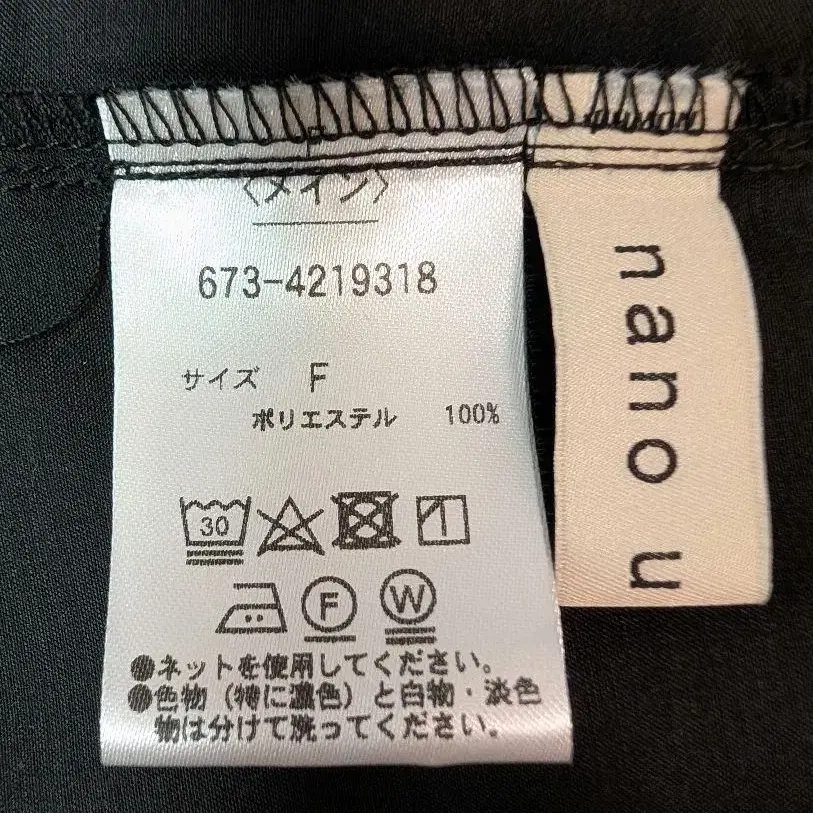 〈メイン〉
673-4219318
サイズ F
ポリエステル 100%
30
F W
●ネットを使用してください。
●色物（特に濃色）と白物・淡色
物は分けて洗ってください。
nano u